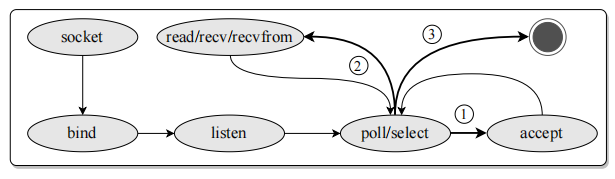 socket
read/recv/recvfrom
3
2
1
bind
listen
poll/select
accept